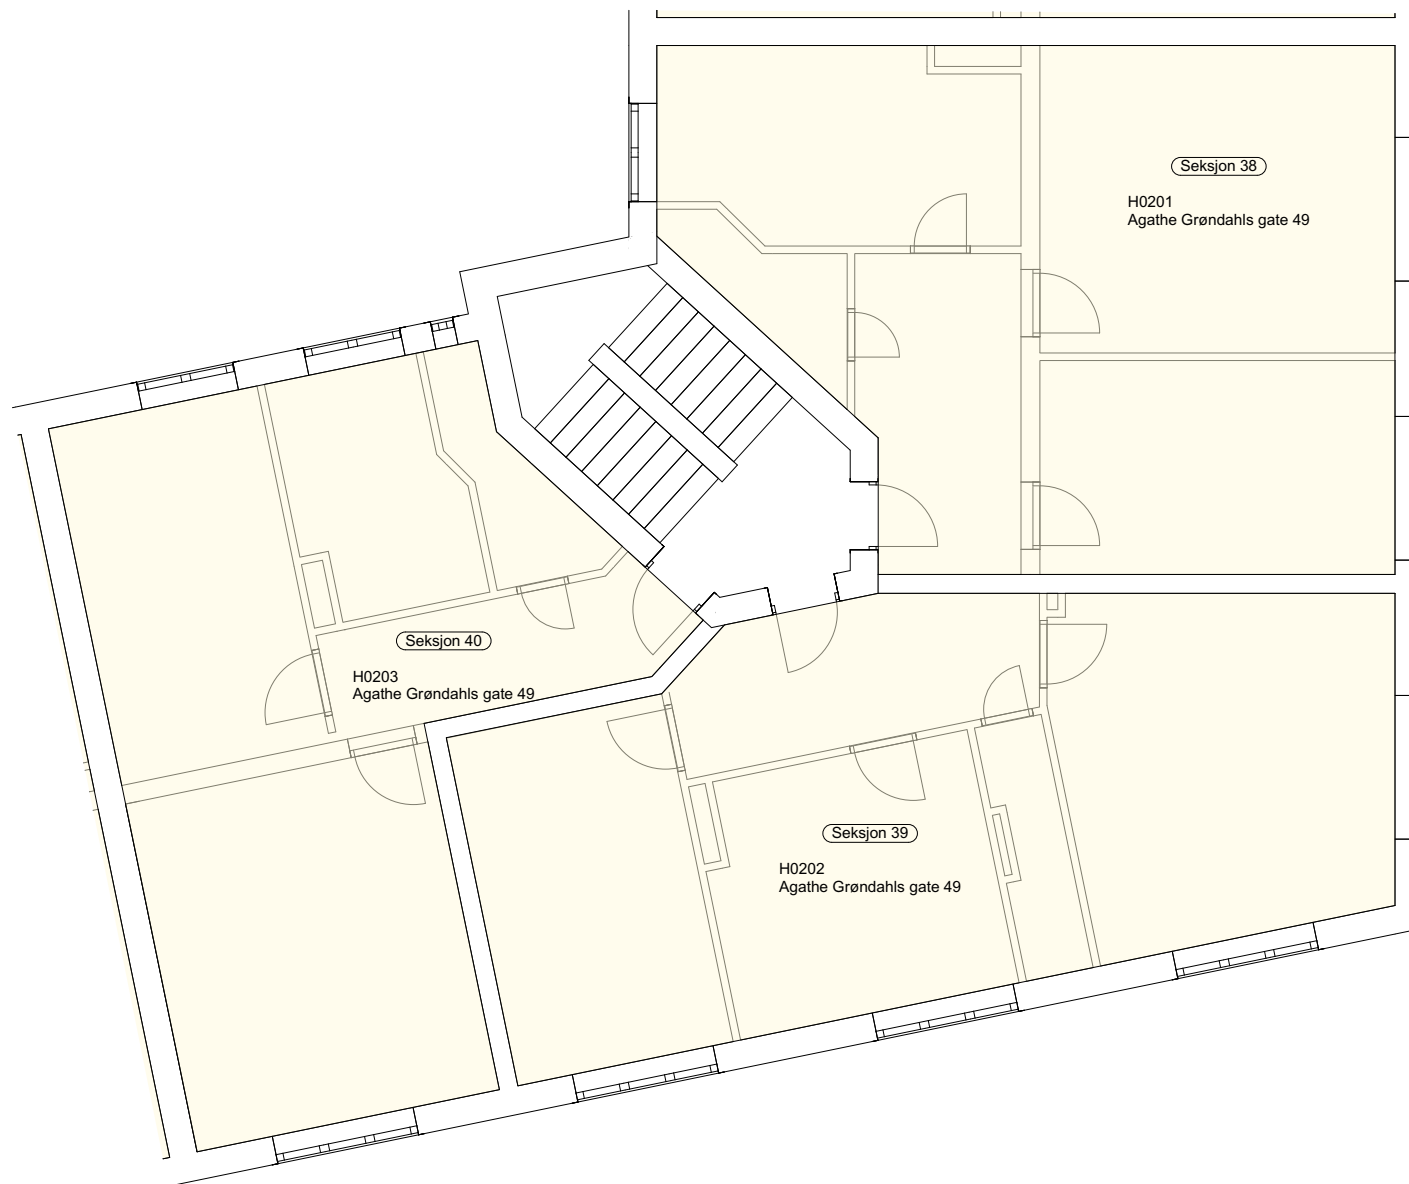 Seksjon 38
H0201
Agathe Grøndahls gate 49
Seksjon 40
H0203
Agathe Grøndahls gate 49
Seksjon 39
H0202
Agathe Grøndahls gate 49